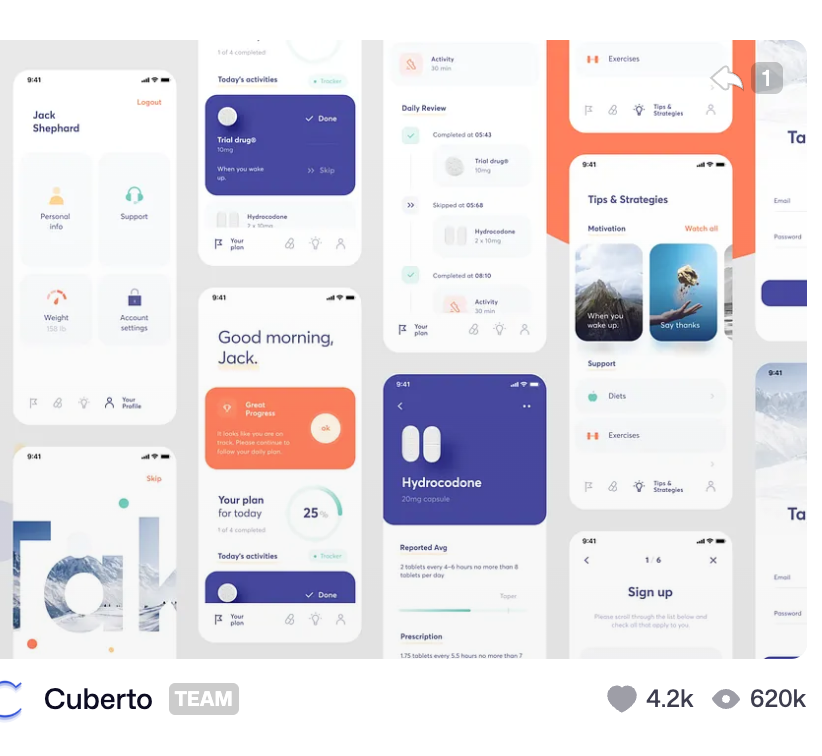 9:41
Logout
Jack
Shephard
Personal
info
Support
Weight
158 lb
Account
settings
Your
Profile
9:41
Skip
Tak
1 of 4 completed
Today's activities
Tracker
Done
Trial drug®
10mg
When you wake
up.
Skip
Hydrocodone
2 x 10mg
Your
plan
9:41
Good morning,
Jack.
Great
Progress
It looks like you are on
track. Please continue to
follow your daily plan.
ok
Your plan
for today
1 of 4 completed
25 %
Today's activities
Tracker
Done
Your
plan
Activity
30 min
Daily Review
Completed at 05:43
Trial drug®
10mg
Skipped at 05:68
Hydrocodone
2 x 10mg
Completed at 08:10
Activity
30 min
Your
plan
9:41
Hydrocodone
20mg capsule
Reported Avg
2 tablets every 4-6 hours no more than 8
tablets per day
Taper
Prescription
1.75 tablets every 5.5 hours no more than 7
Exercises
Tips &
Strategies
1
9:41
Tips & Strategies
Motivation
Watch all
When you
wake up.
Say thanks
Support
Diets
Exercises
Tips &
Strategies
9:41
1 / 6
Sign up
Please scroll through the list below and
check all that apply to you
Ta
Email
Password
9:41
Ta
Email
Password
Cuberto TEAM
4.2k
620k